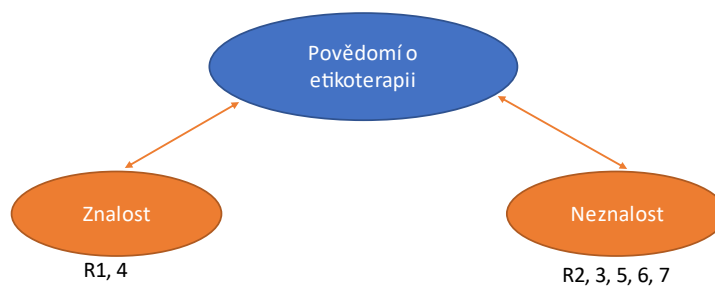 Povědomí o
etikoterapii
Znalost
Neznalost
R1, 4
R2, 3, 5, 6, 7